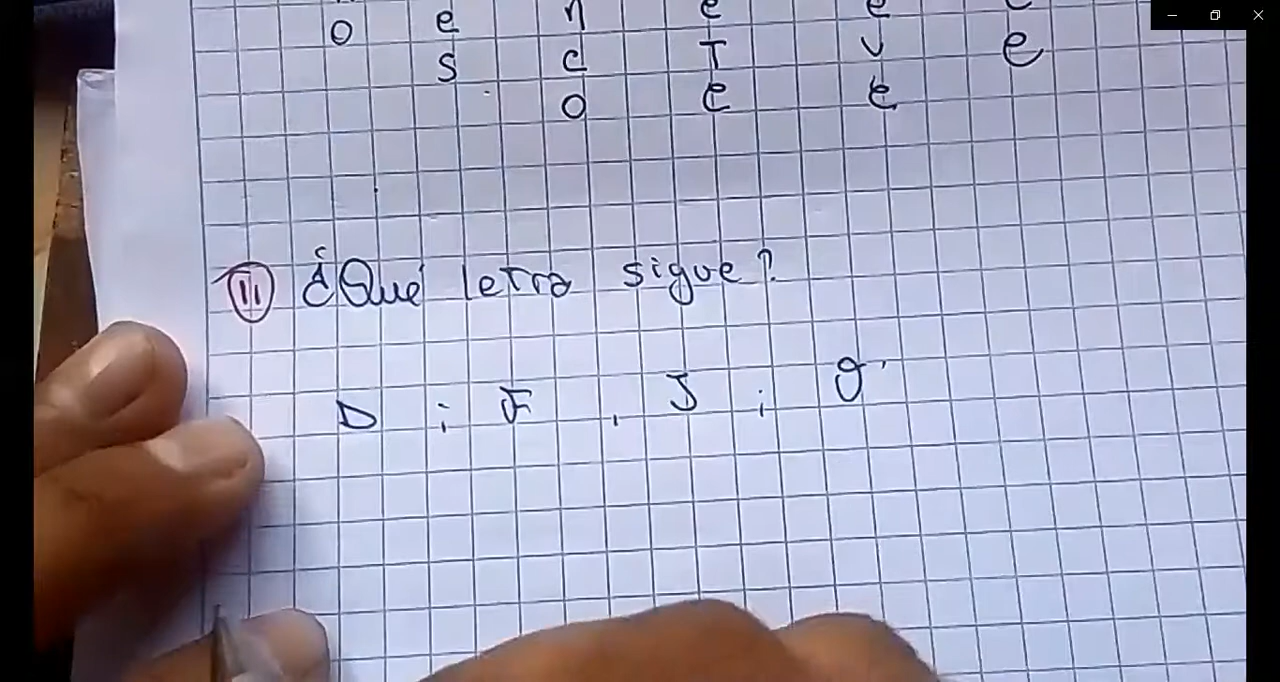 o e n e e e
s c T v e
o e e
11 ¿Qué letra sigue?
D ; F , J ; O